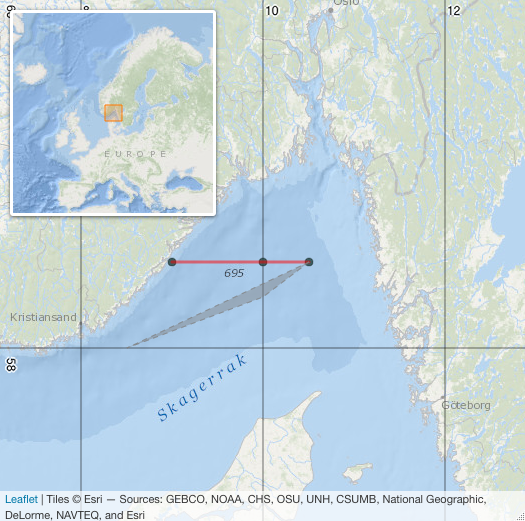 Oslo
8
10
12
EUROPE
695
Kristiansand
58
Skagerrak
Göteborg
Leaflet | Tiles © Esri — Sources: GEBCO, NOAA, CHS, OSU, UNH, CSUMB, National Geographic,
DeLorme, NAVTEQ, and Esri